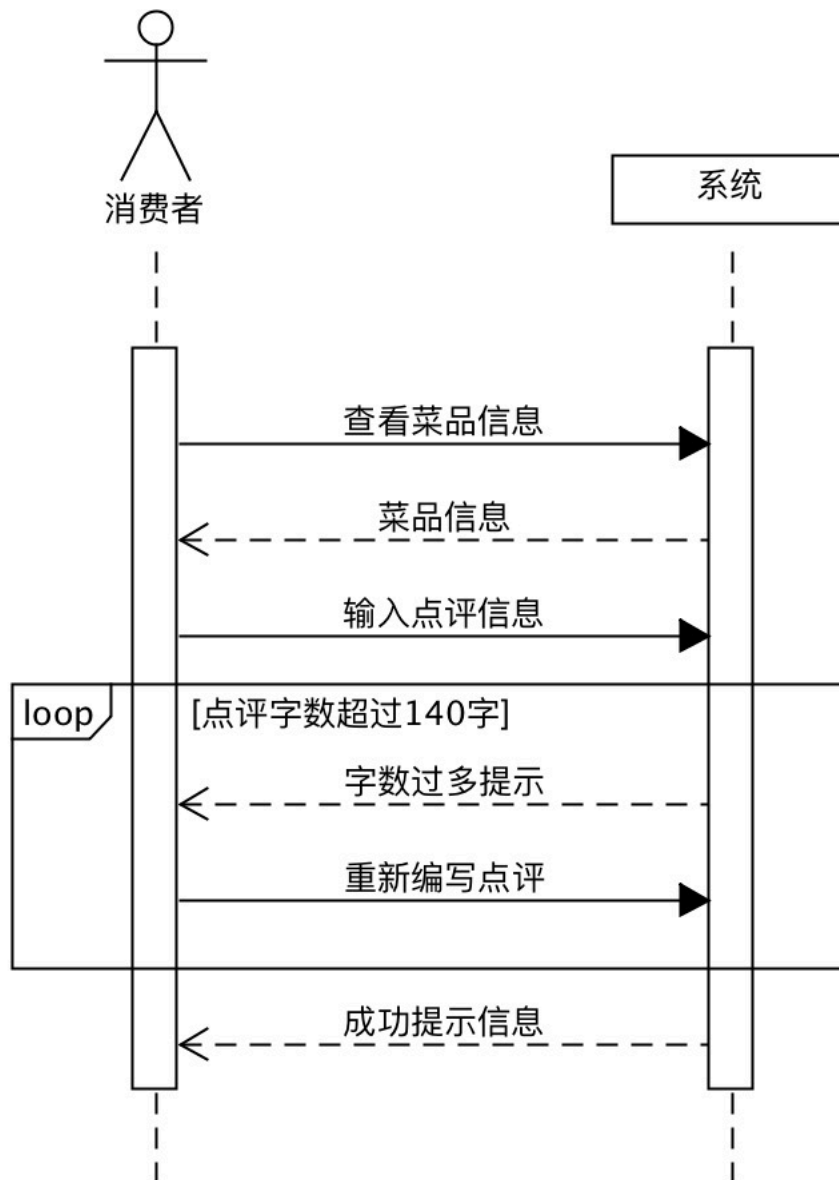 消费者
系统
查看菜品信息
菜品信息
输入点评信息
loop
[点评字数超过140字]
字数过多提示
重新编写点评
成功提示信息